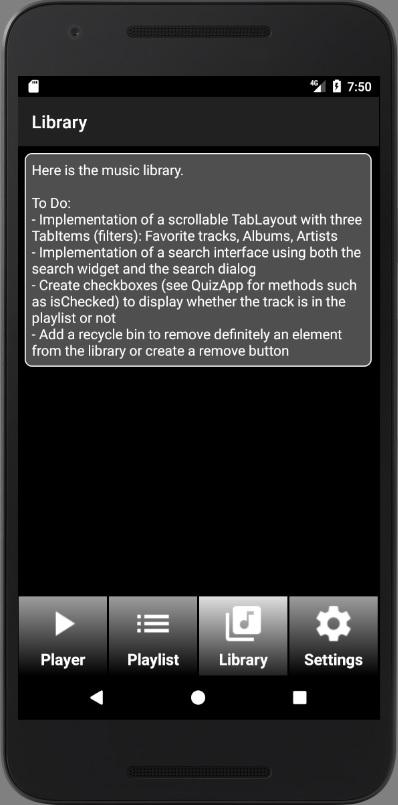 4G 7:50
Library
Here is the music library.
To Do:
- Implementation of a scrollable TabLayout with three
TabItems (filters): Favorite tracks, Albums, Artists
- Implementation of a search interface using both the
search widget and the search dialog
- Create checkboxes (see QuizApp for methods such
as isChecked) to display whether the track is in the
playlist or not
- Add a recycle bin to remove definitely an element
from the library or create a remove button
Player Playlist Library Settings